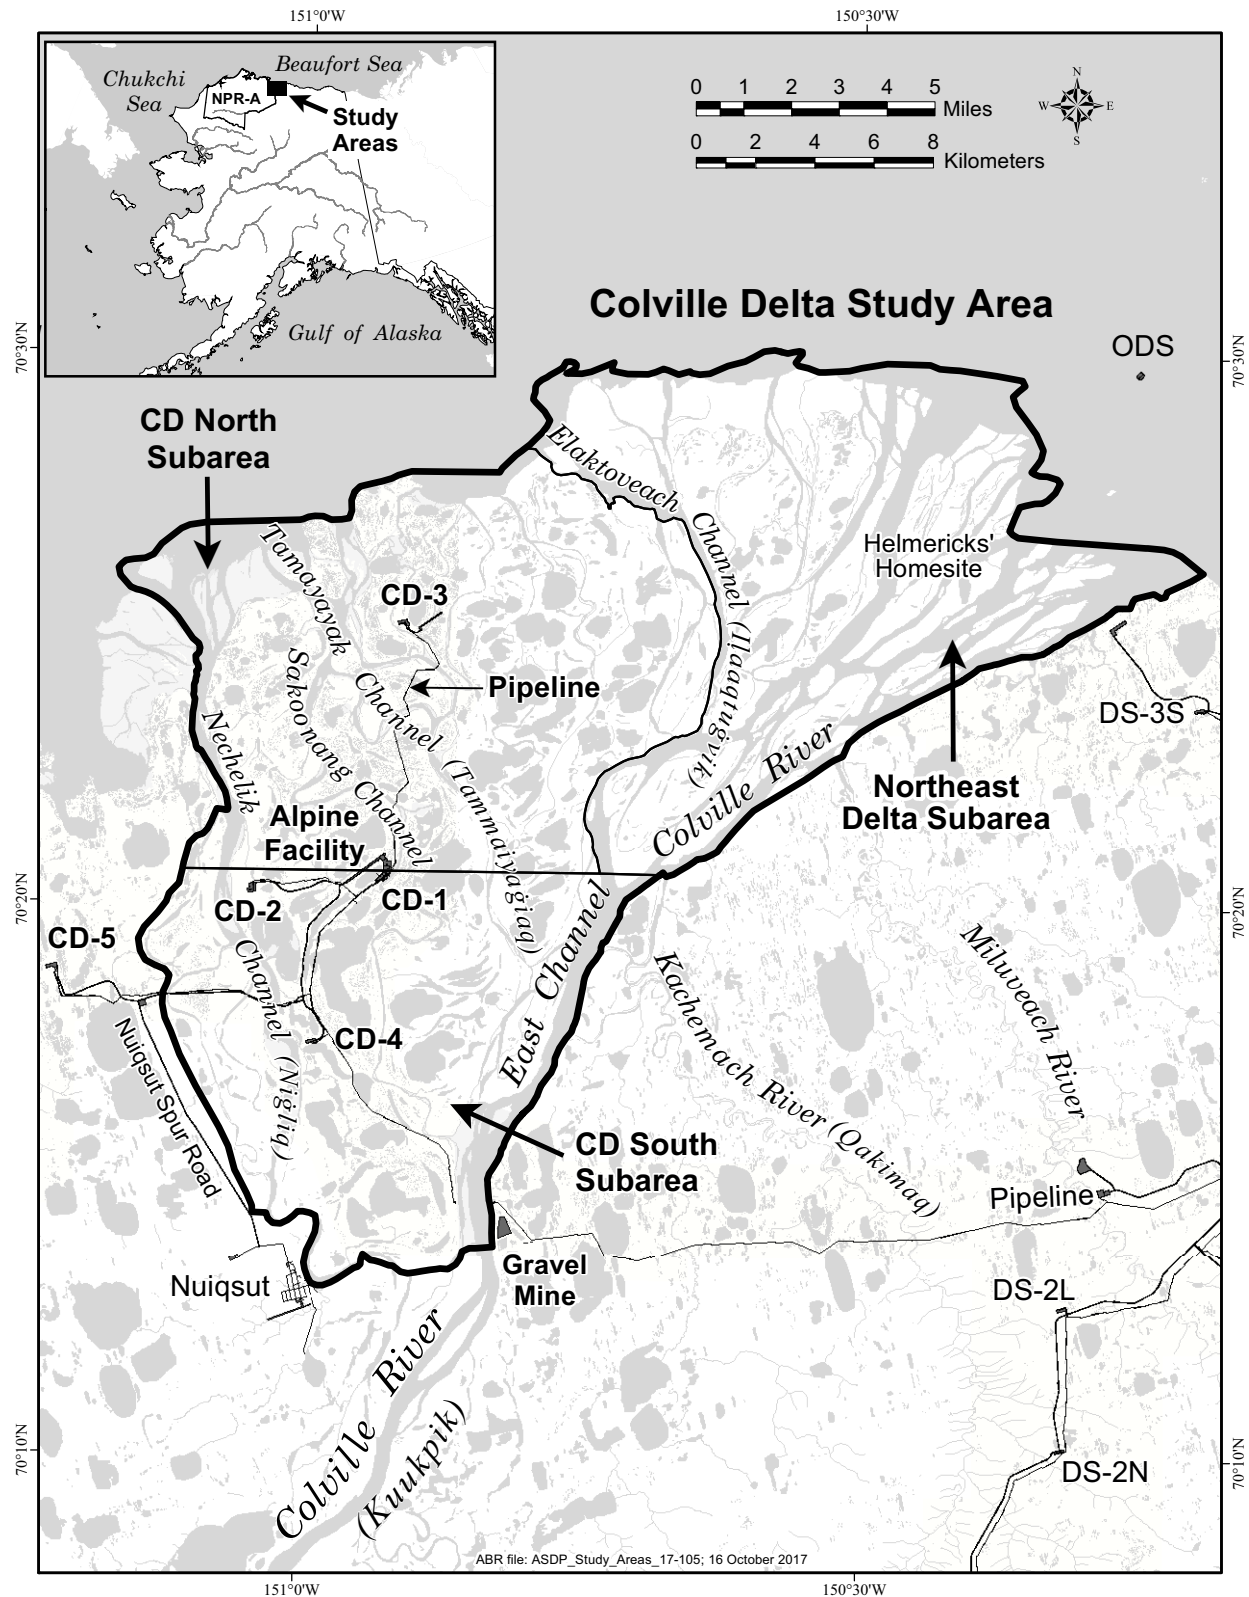 151°0'W
150°30'W
Chukchi
Sea
Beaufort Sea
NPR-A
Study
Areas
Gulf of Alaska
0 1 2 3 4 5
Miles
0 2 4 6 8
Kilometers
N
W E
S
Colville Delta Study Area
70°30'N
70°30'N
ODS
CD North
Subarea
Elaktoveach Channel (Iḷaaqtuġvik)
Helmericks'
Homesite
Tamayayak Channel (Tammaiyagiaq)
CD-3
Sakoonang Channel
Pipeline
DS-3S
Nechelik Channel (Niġliq)
Colville River
Northeast
Delta Subarea
Alpine
Facility
CD-1
CD-2
70°20'N
70°20'N
CD-5
East Channel
Kachemach River (Qakimaq)
Miluveach River
CD-4
Nuiqsut Spur Road
CD South
Subarea
Pipeline
Gravel
Mine
Nuiqsut
DS-2L
Colville River
(Kuukpik)
70°10'N
70°10'N
DS-2N
ABR file: ASDP_Study_Areas_17-105; 16 October 2017
151°0'W
150°30'W